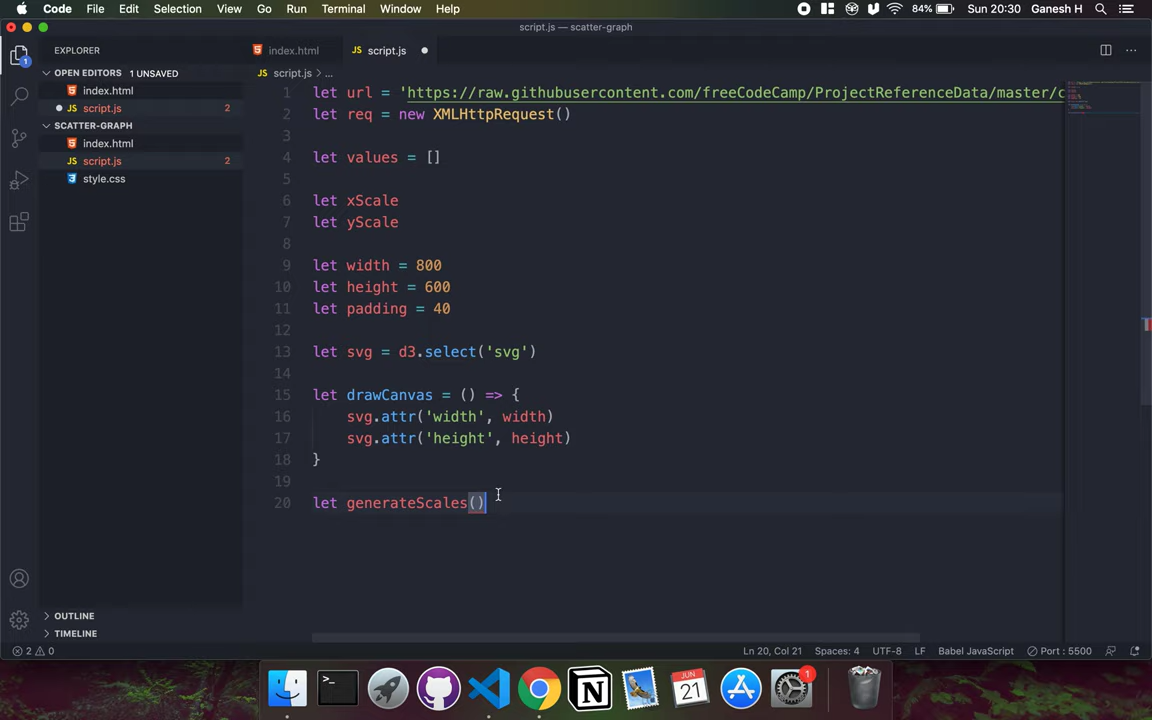 Code File Edit Selection View Go Run Terminal Window Help 84% Sun 20:30 Ganesh H
script.js — scatter-graph
EXPLORER
index.html
JS script.js
OPEN EDITORS 1 UNSAVED
index.html
JS script.js 2
SCATTER-GRAPH
index.html
JS script.js 2
style.css
1
JS script.js > ...
1 let url = 'https://raw.githubusercontent.com/freeCodeCamp/ProjectReferenceData/master/c
2 let req = new XMLHttpRequest()
3
4 let values = []
5
6 let xScale
7 let yScale
8
9 let width = 800
10 let height = 600
11 let padding = 40
12
13 let svg = d3.select('svg')
14
15 let drawCanvas = () => {
16 svg.attr('width', width)
17 svg.attr('height', height)
18 }
19
20 let generateScales()
OUTLINE
TIMELINE
2 0
Ln 20, Col 21 Spaces: 4 UTF-8 LF Babel JavaScript Port : 5500
JUN
21
1